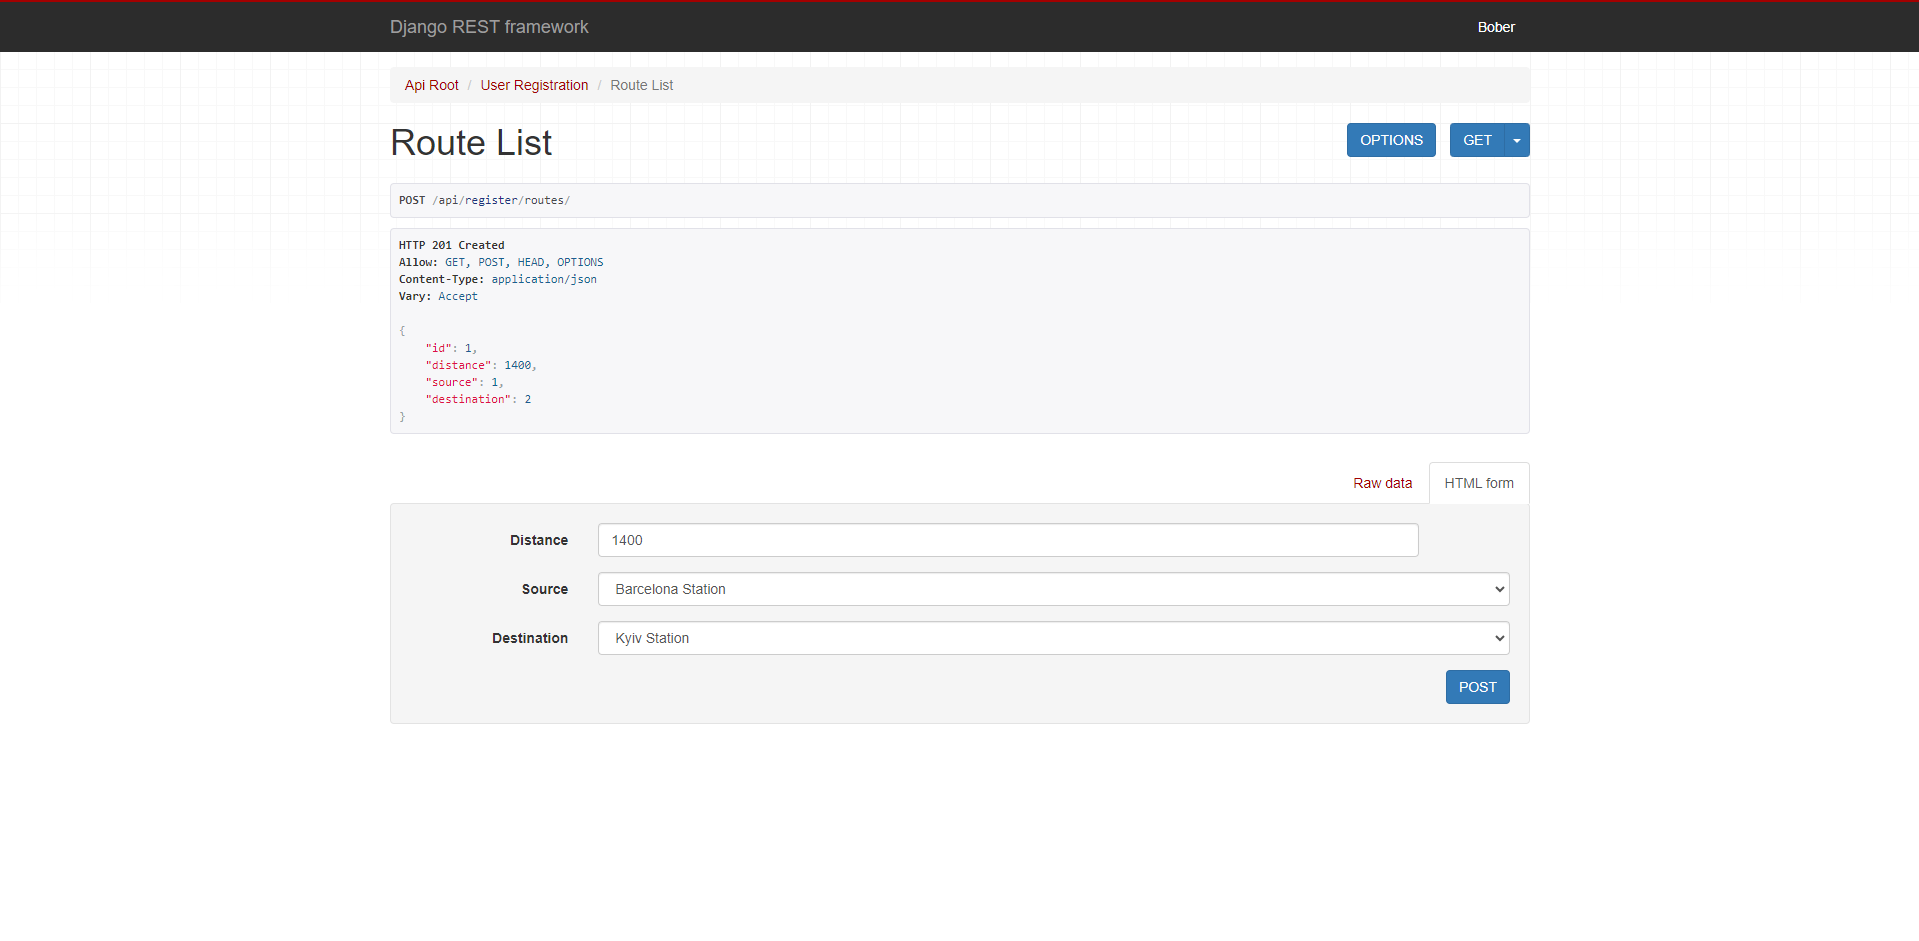 Django REST framework
Bober
Api Root / User Registration / Route List
Route List
OPTIONS
GET
POST /api/register/routes/
HTTP 201 Created
Allow: GET, POST, HEAD, OPTIONS
Content-Type: application/json
Vary: Accept
{
    "id": 1,
    "distance": 1400,
    "source": 1,
    "destination": 2
}
Raw data
HTML form
Distance
1400
Source
Barcelona Station
Destination
Kyiv Station
POST